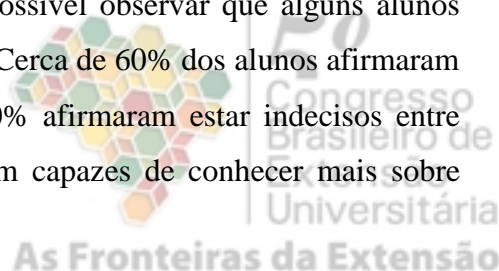 possível observar que alguns alunos
Cerca de 60% dos alunos afirmaram
0% afirmaram estar indecisos entre
m capazes de conhecer mais sobre
5º
Congresso
Brasileiro de
Extensão
Universitária
As Fronteiras da Extensão